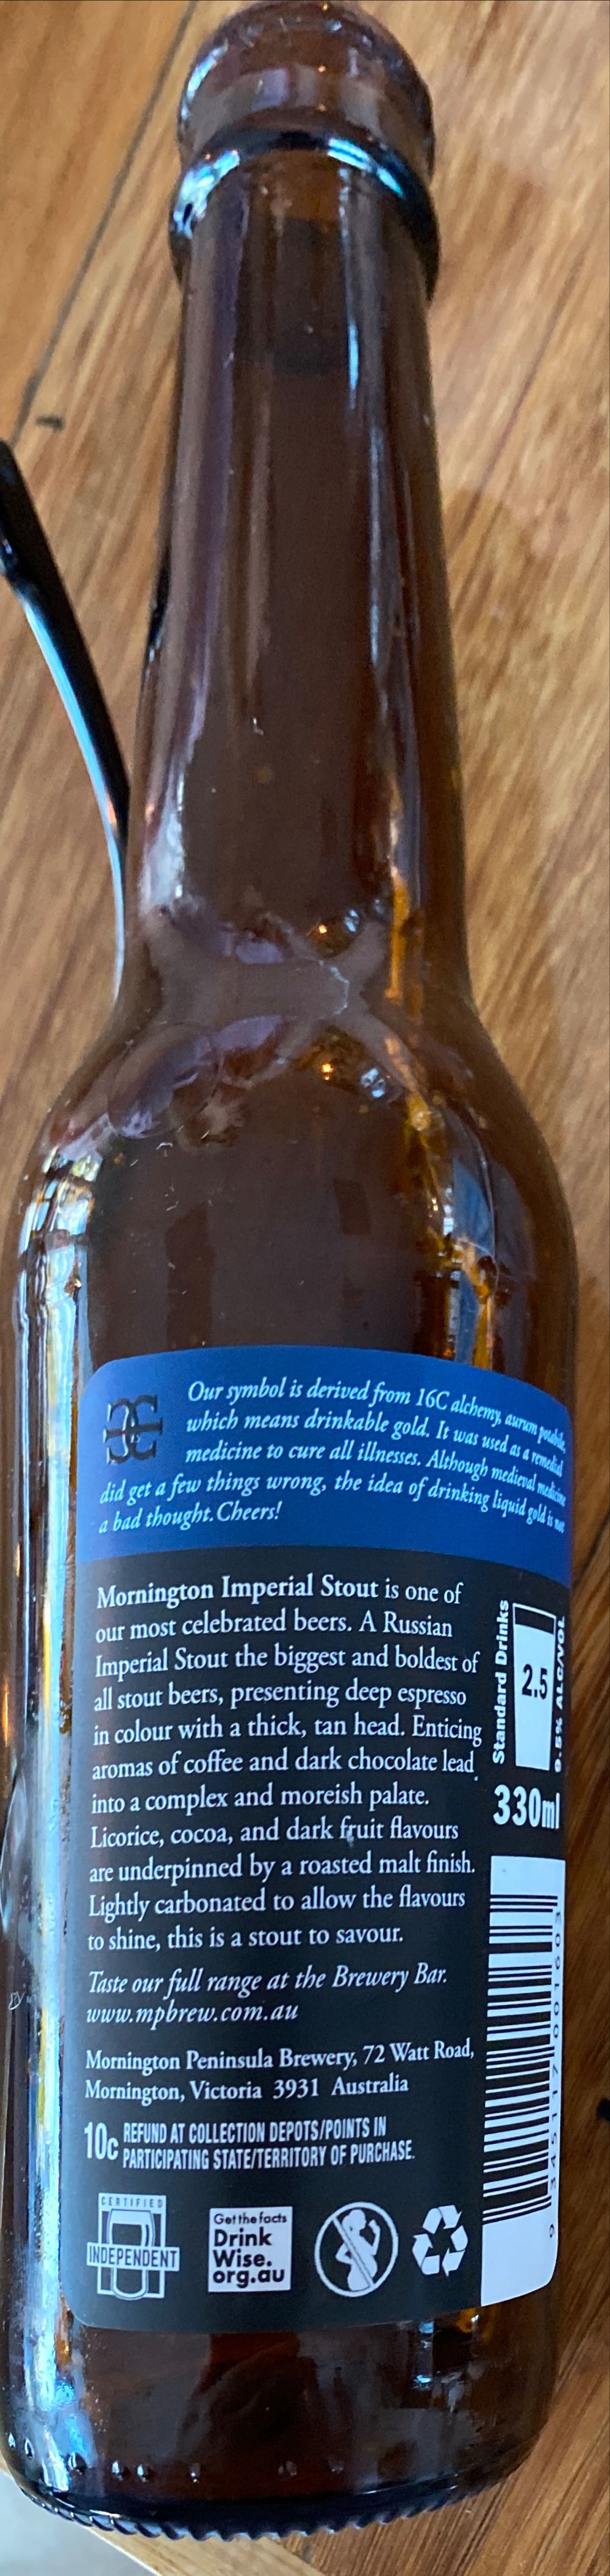 Our symbol is derived from 16C alchemy, aurum potabile,
which means drinkable gold. It was used as a remedial
medicine to cure all illnesses. Although medieval medicine
did get a few things wrong, the idea of drinking liquid gold is not
a bad thought. Cheers!
Mornington Imperial Stout is one of
our most celebrated beers. A Russian
Imperial Stout the biggest and boldest of
all stout beers, presenting deep espresso
in colour with a thick, tan head. Enticing
aromas of coffee and dark chocolate lead
into a complex and moreish palate.
Licorice, cocoa, and dark fruit flavours
are underpinned by a roasted malt finish.
Lightly carbonated to allow the flavours
to shine, this is a stout to savour.
Taste our full range at the Brewery Bar.
www.mpbrew.com.au
Mornington Peninsula Brewery, 72 Watt Road,
Mornington, Victoria 3931 Australia
10c REFUND AT COLLECTION DEPOTS/POINTS IN
PARTICIPATING STATE/TERRITORY OF PURCHASE.
CERTIFIED
INDEPENDENT
Get the facts
Drink
Wise.
org.au
Standard Drinks
2.5
9.5% ALC/VOL
330ml
9 345117 001603